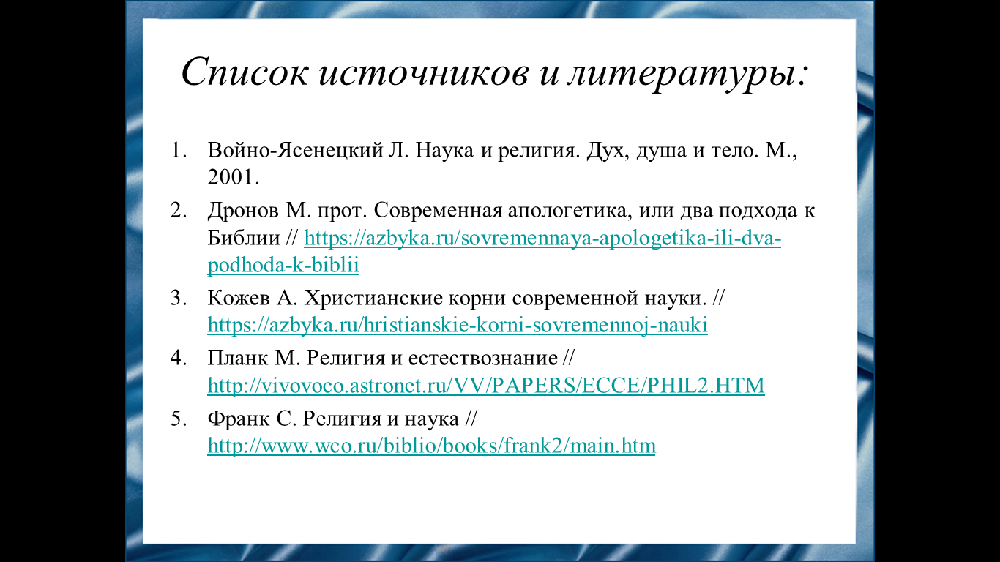 Список источников и литературы:
1. Войно-Ясенецкий Л. Наука и религия. Дух, душа и тело. М.,
2001.
2. Дронов М. прот. Современная апологетика, или два подхода к
Библии // https://azbyka.ru/sovremennaya-apologetika-ili-dva-
podhoda-k-biblii
3. Кожев А. Христианские корни современной науки. //
https://azbyka.ru/hristianskie-korni-sovremennoj-nauki
4. Планк М. Религия и естествознание //
http://vivovoco.astronet.ru/VV/PAPERS/ECCE/PHIL2.HTM
5. Франк С. Религия и наука //
http://www.wco.ru/biblio/books/frank2/main.htm